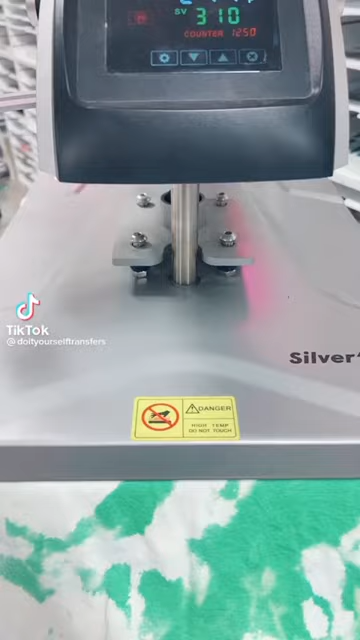 SV 310
COUNTER 1250
TikTok
@doityourselftransfers
Silver
DANGER
HIGH TEMP
DO NOT TOUCH